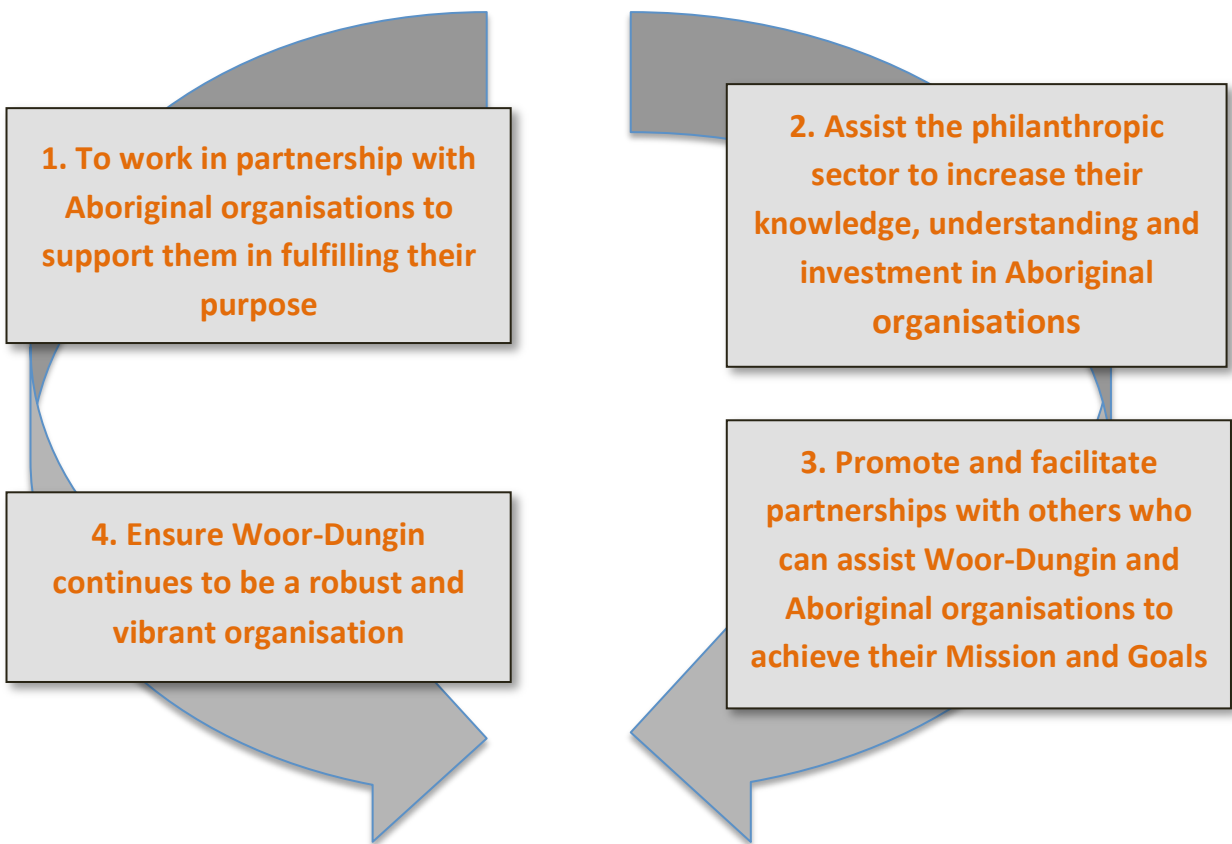 1. To work in partnership with
Aboriginal organisations to
support them in fulfilling their
purpose
2. Assist the philanthropic
sector to increase their
knowledge, understanding and
investment in Aboriginal
organisations
3. Promote and facilitate
partnerships with others who
can assist Woor-Dungin and
Aboriginal organisations to
achieve their Mission and Goals
4. Ensure Woor-Dungin
continues to be a robust and
vibrant organisation